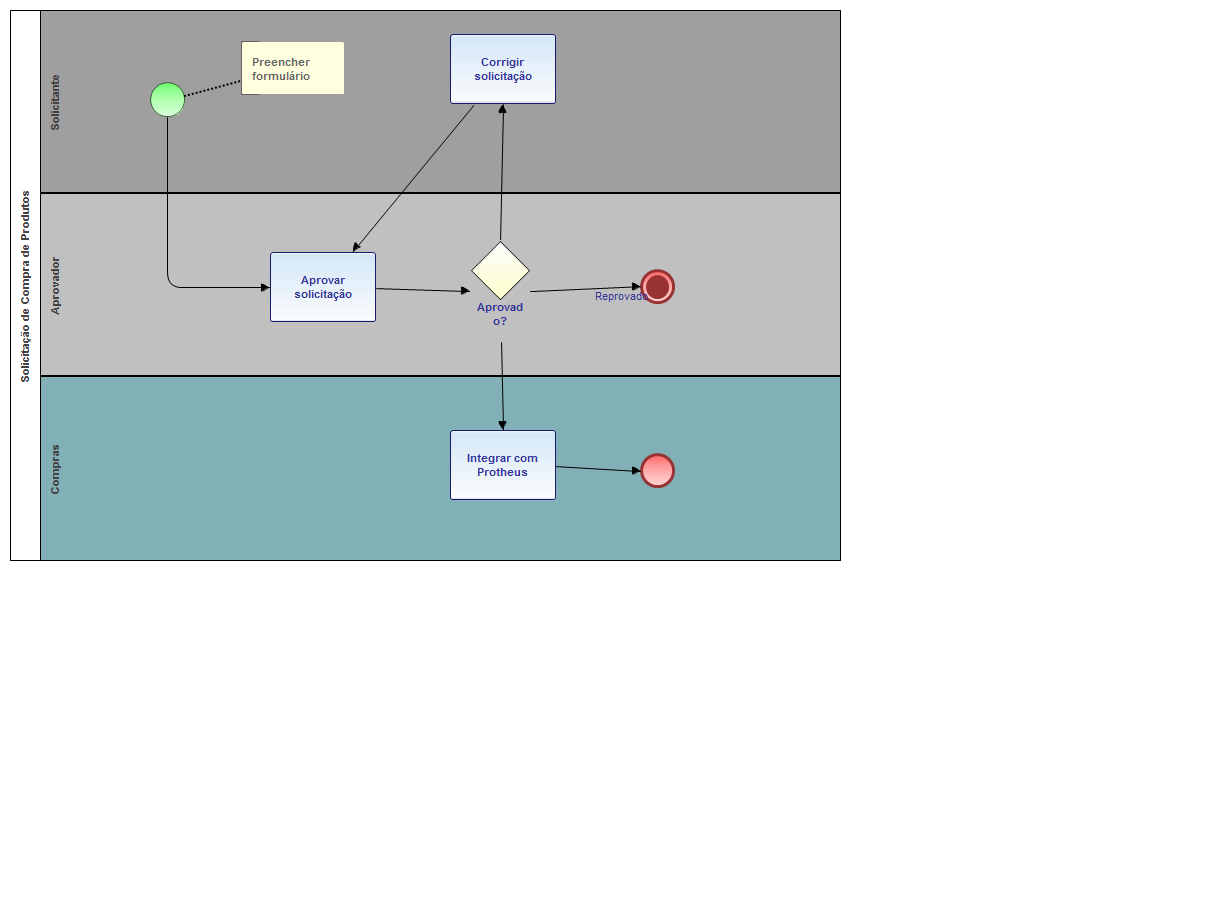 Solicitação de Compra de Produtos
Solicitante
Preencher
formulário
Corrigir
solicitação
Aprovador
Aprovar
solicitação
Aprovad
o?
Reprovado
Compras
Integrar com
Protheus